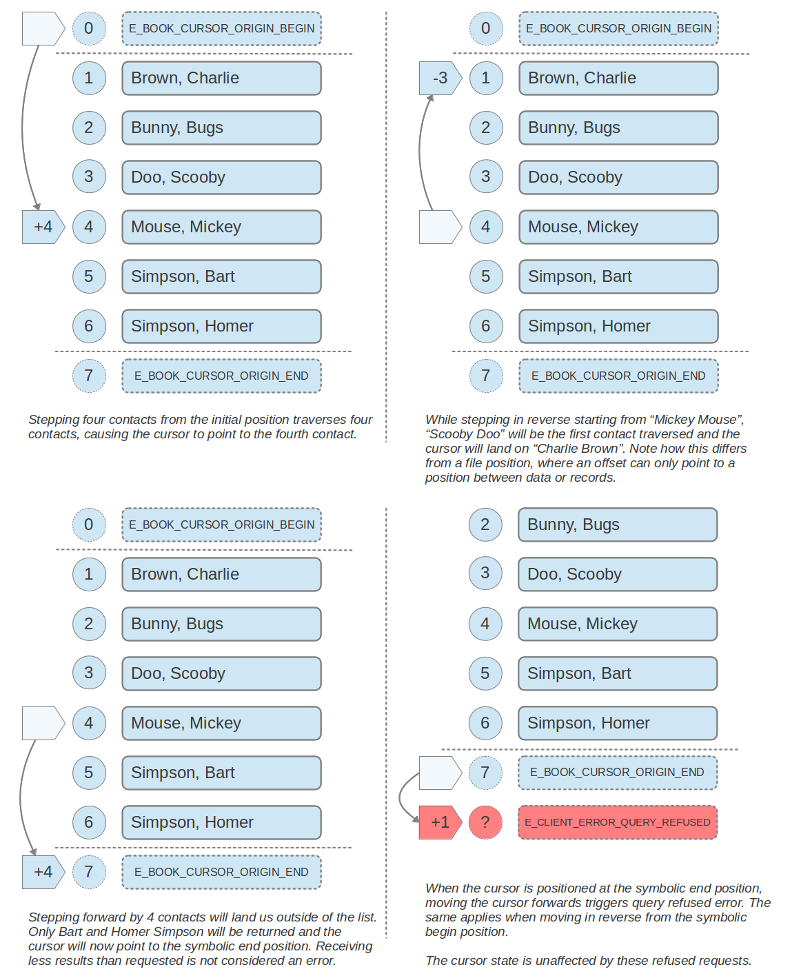 0 E_BOOK_CURSOR_ORIGIN_BEGIN
1 Brown, Charlie
2 Bunny, Bugs
3 Doo, Scooby
+4 4 Mouse, Mickey
5 Simpson, Bart
6 Simpson, Homer
7 E_BOOK_CURSOR_ORIGIN_END
Stepping four contacts from the initial position traverses four
contacts, causing the cursor to point to the fourth contact.
0 E_BOOK_CURSOR_ORIGIN_BEGIN
-3 1 Brown, Charlie
2 Bunny, Bugs
3 Doo, Scooby
4 Mouse, Mickey
5 Simpson, Bart
6 Simpson, Homer
7 E_BOOK_CURSOR_ORIGIN_END
While stepping in reverse starting from “Mickey Mouse”,
“Scooby Doo” will be the first contact traversed and the
cursor will land on “Charlie Brown”. Note how this differs
from a file position, where an offset can only point to a
position between data or records.
0 E_BOOK_CURSOR_ORIGIN_BEGIN
1 Brown, Charlie
2 Bunny, Bugs
3 Doo, Scooby
4 Mouse, Mickey
5 Simpson, Bart
6 Simpson, Homer
+4 7 E_BOOK_CURSOR_ORIGIN_END
Stepping forward by 4 contacts will land us outside of the list.
Only Bart and Homer Simpson will be returned and the
cursor will now point to the symbolic end position. Receiving
less results than requested is not considered an error.
2 Bunny, Bugs
3 Doo, Scooby
4 Mouse, Mickey
5 Simpson, Bart
6 Simpson, Homer
7 E_BOOK_CURSOR_ORIGIN_END
+1 ? E_CLIENT_ERROR_QUERY_REFUSED
When the cursor is positioned at the symbolic end position,
moving the cursor forwards triggers query refused error. The
same applies when moving in reverse from the symbolic
begin position.
The cursor state is unaffected by these refused requests.